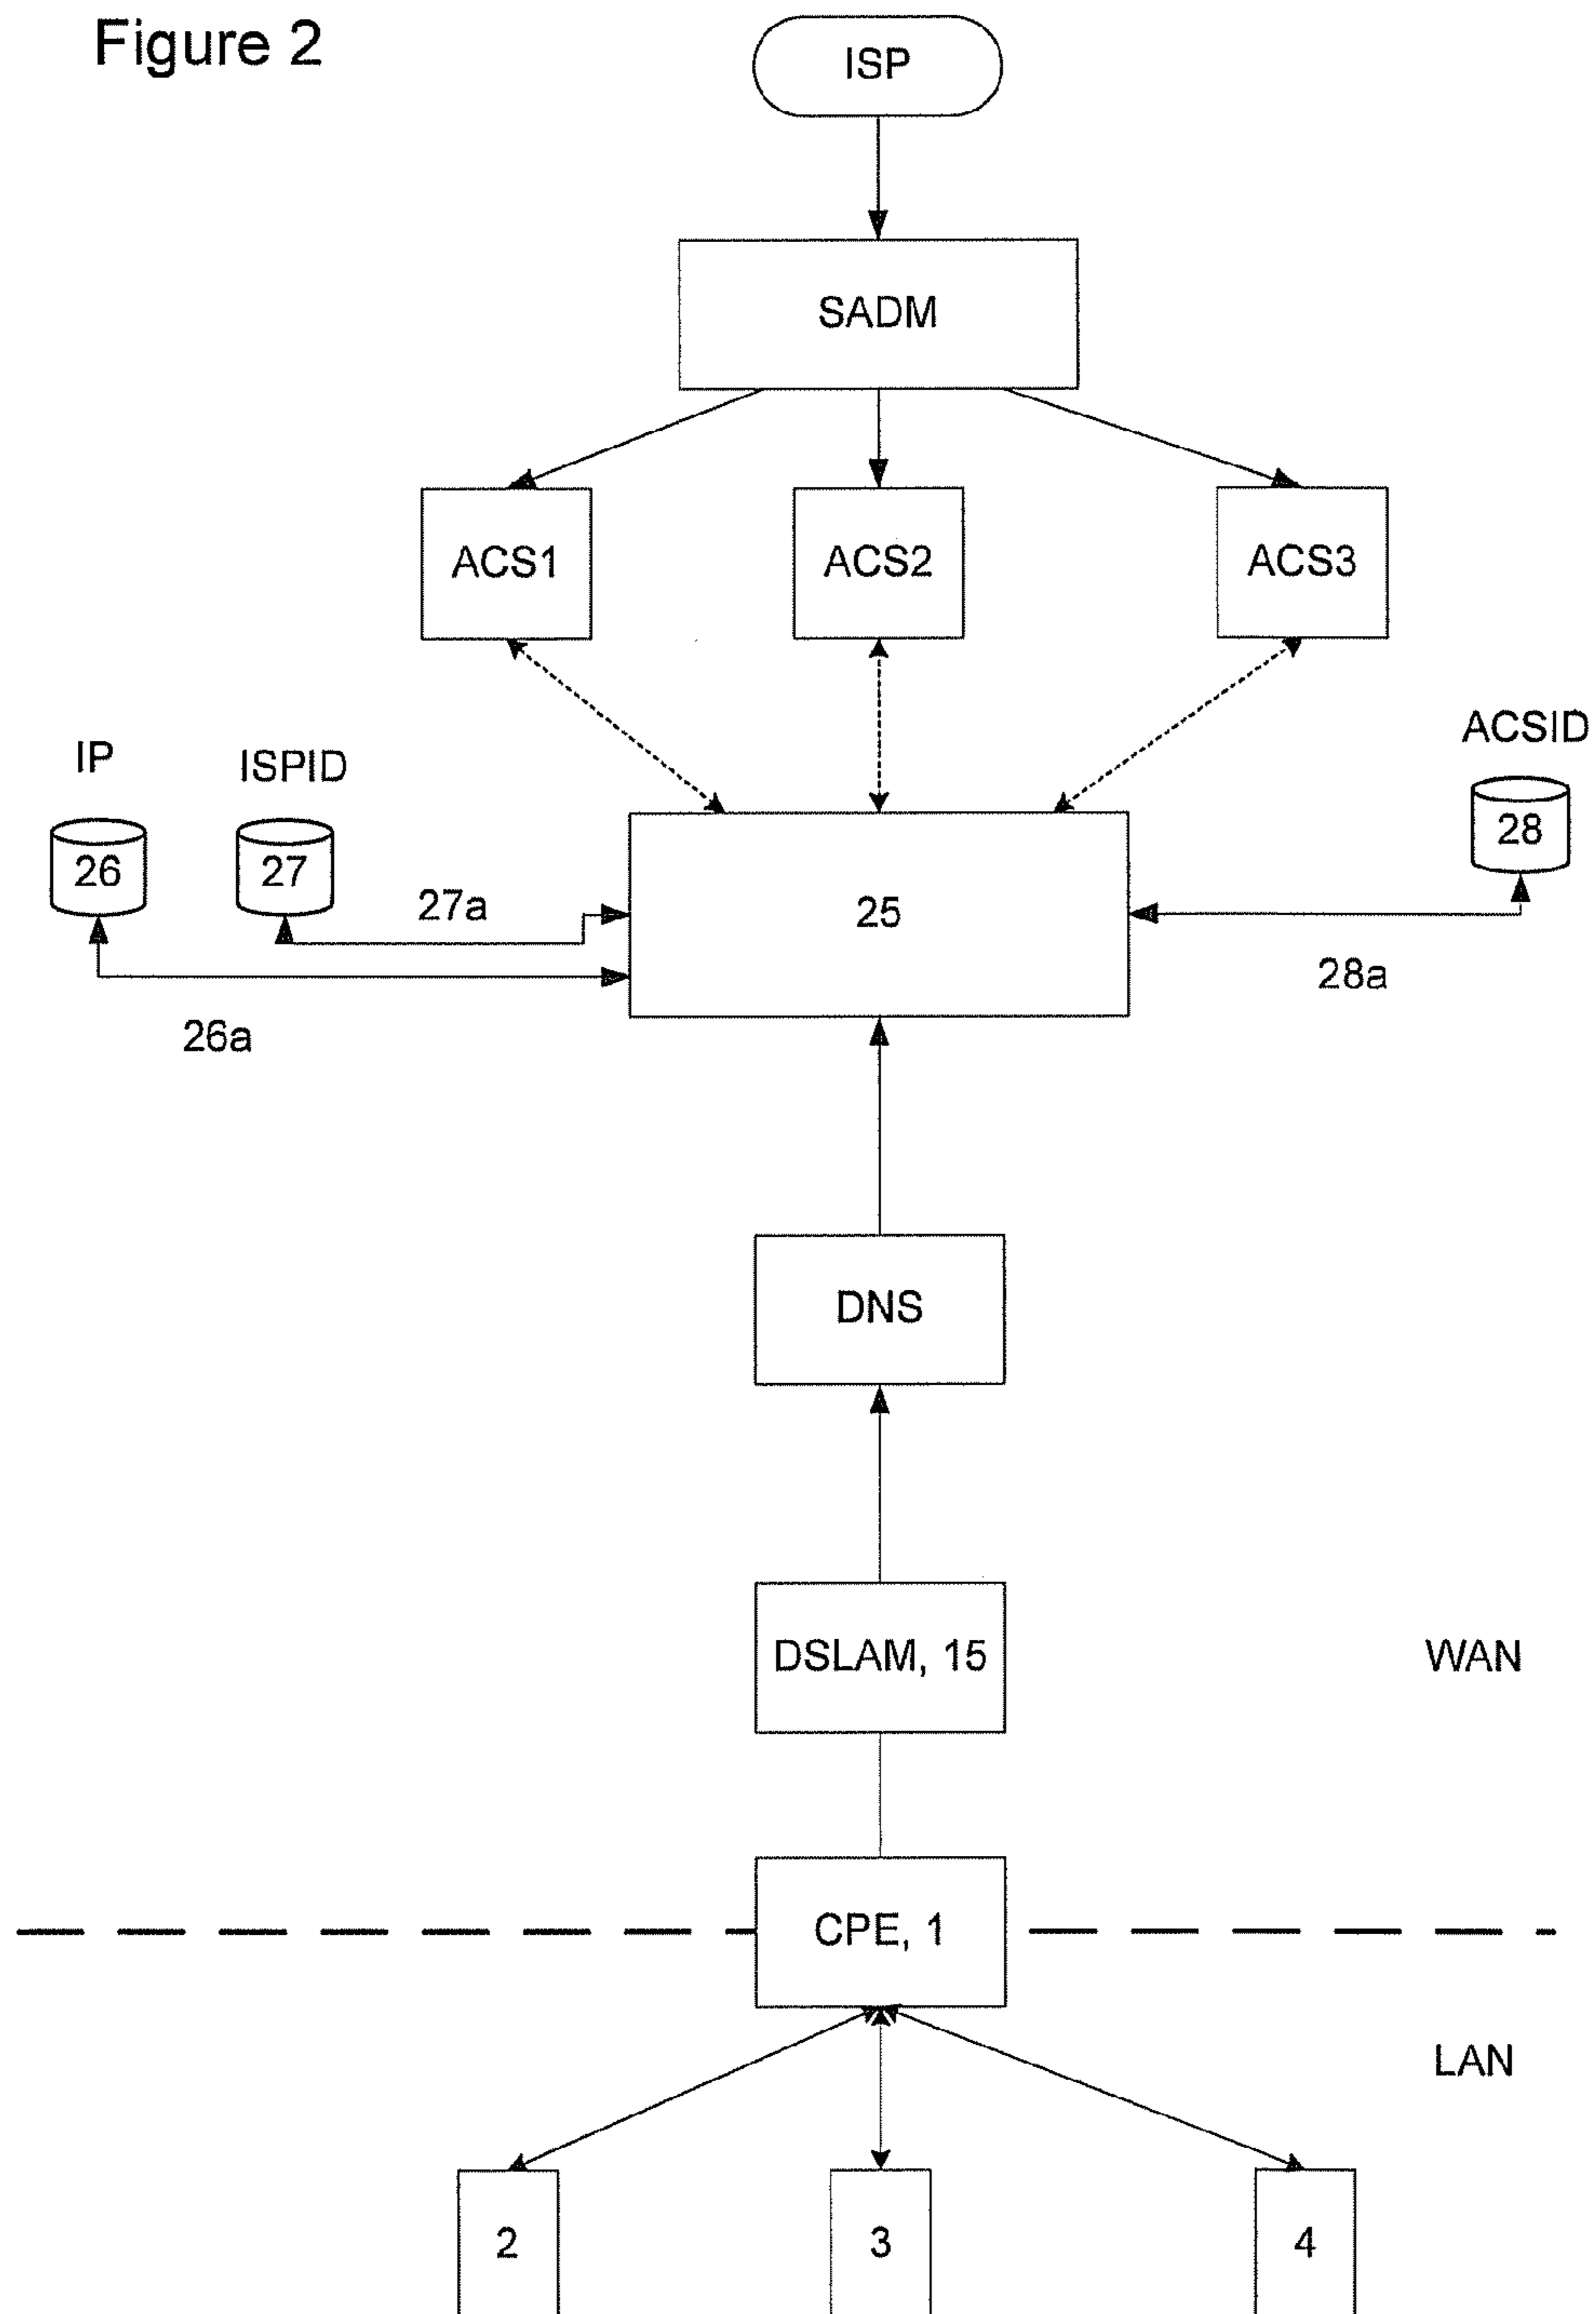 Figure 2
ISP
SADM
ACS1
ACS2
ACS3
IP
ISPID
ACSID
26
27
28
27a
25
28a
26a
DNS
DSLAM, 15
WAN
CPE, 1
LAN
2
3
4